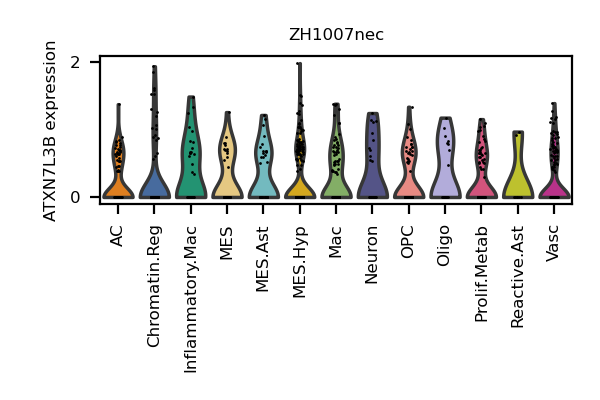 ZH1007nec
ATXN7L3B expression
2
0
AC
Chromatin.Reg
Inflammatory.Mac
MES
MES.Ast
MES.Hyp
Mac
Neuron
OPC
Oligo
Prolif.Metab
Reactive.Ast
Vasc